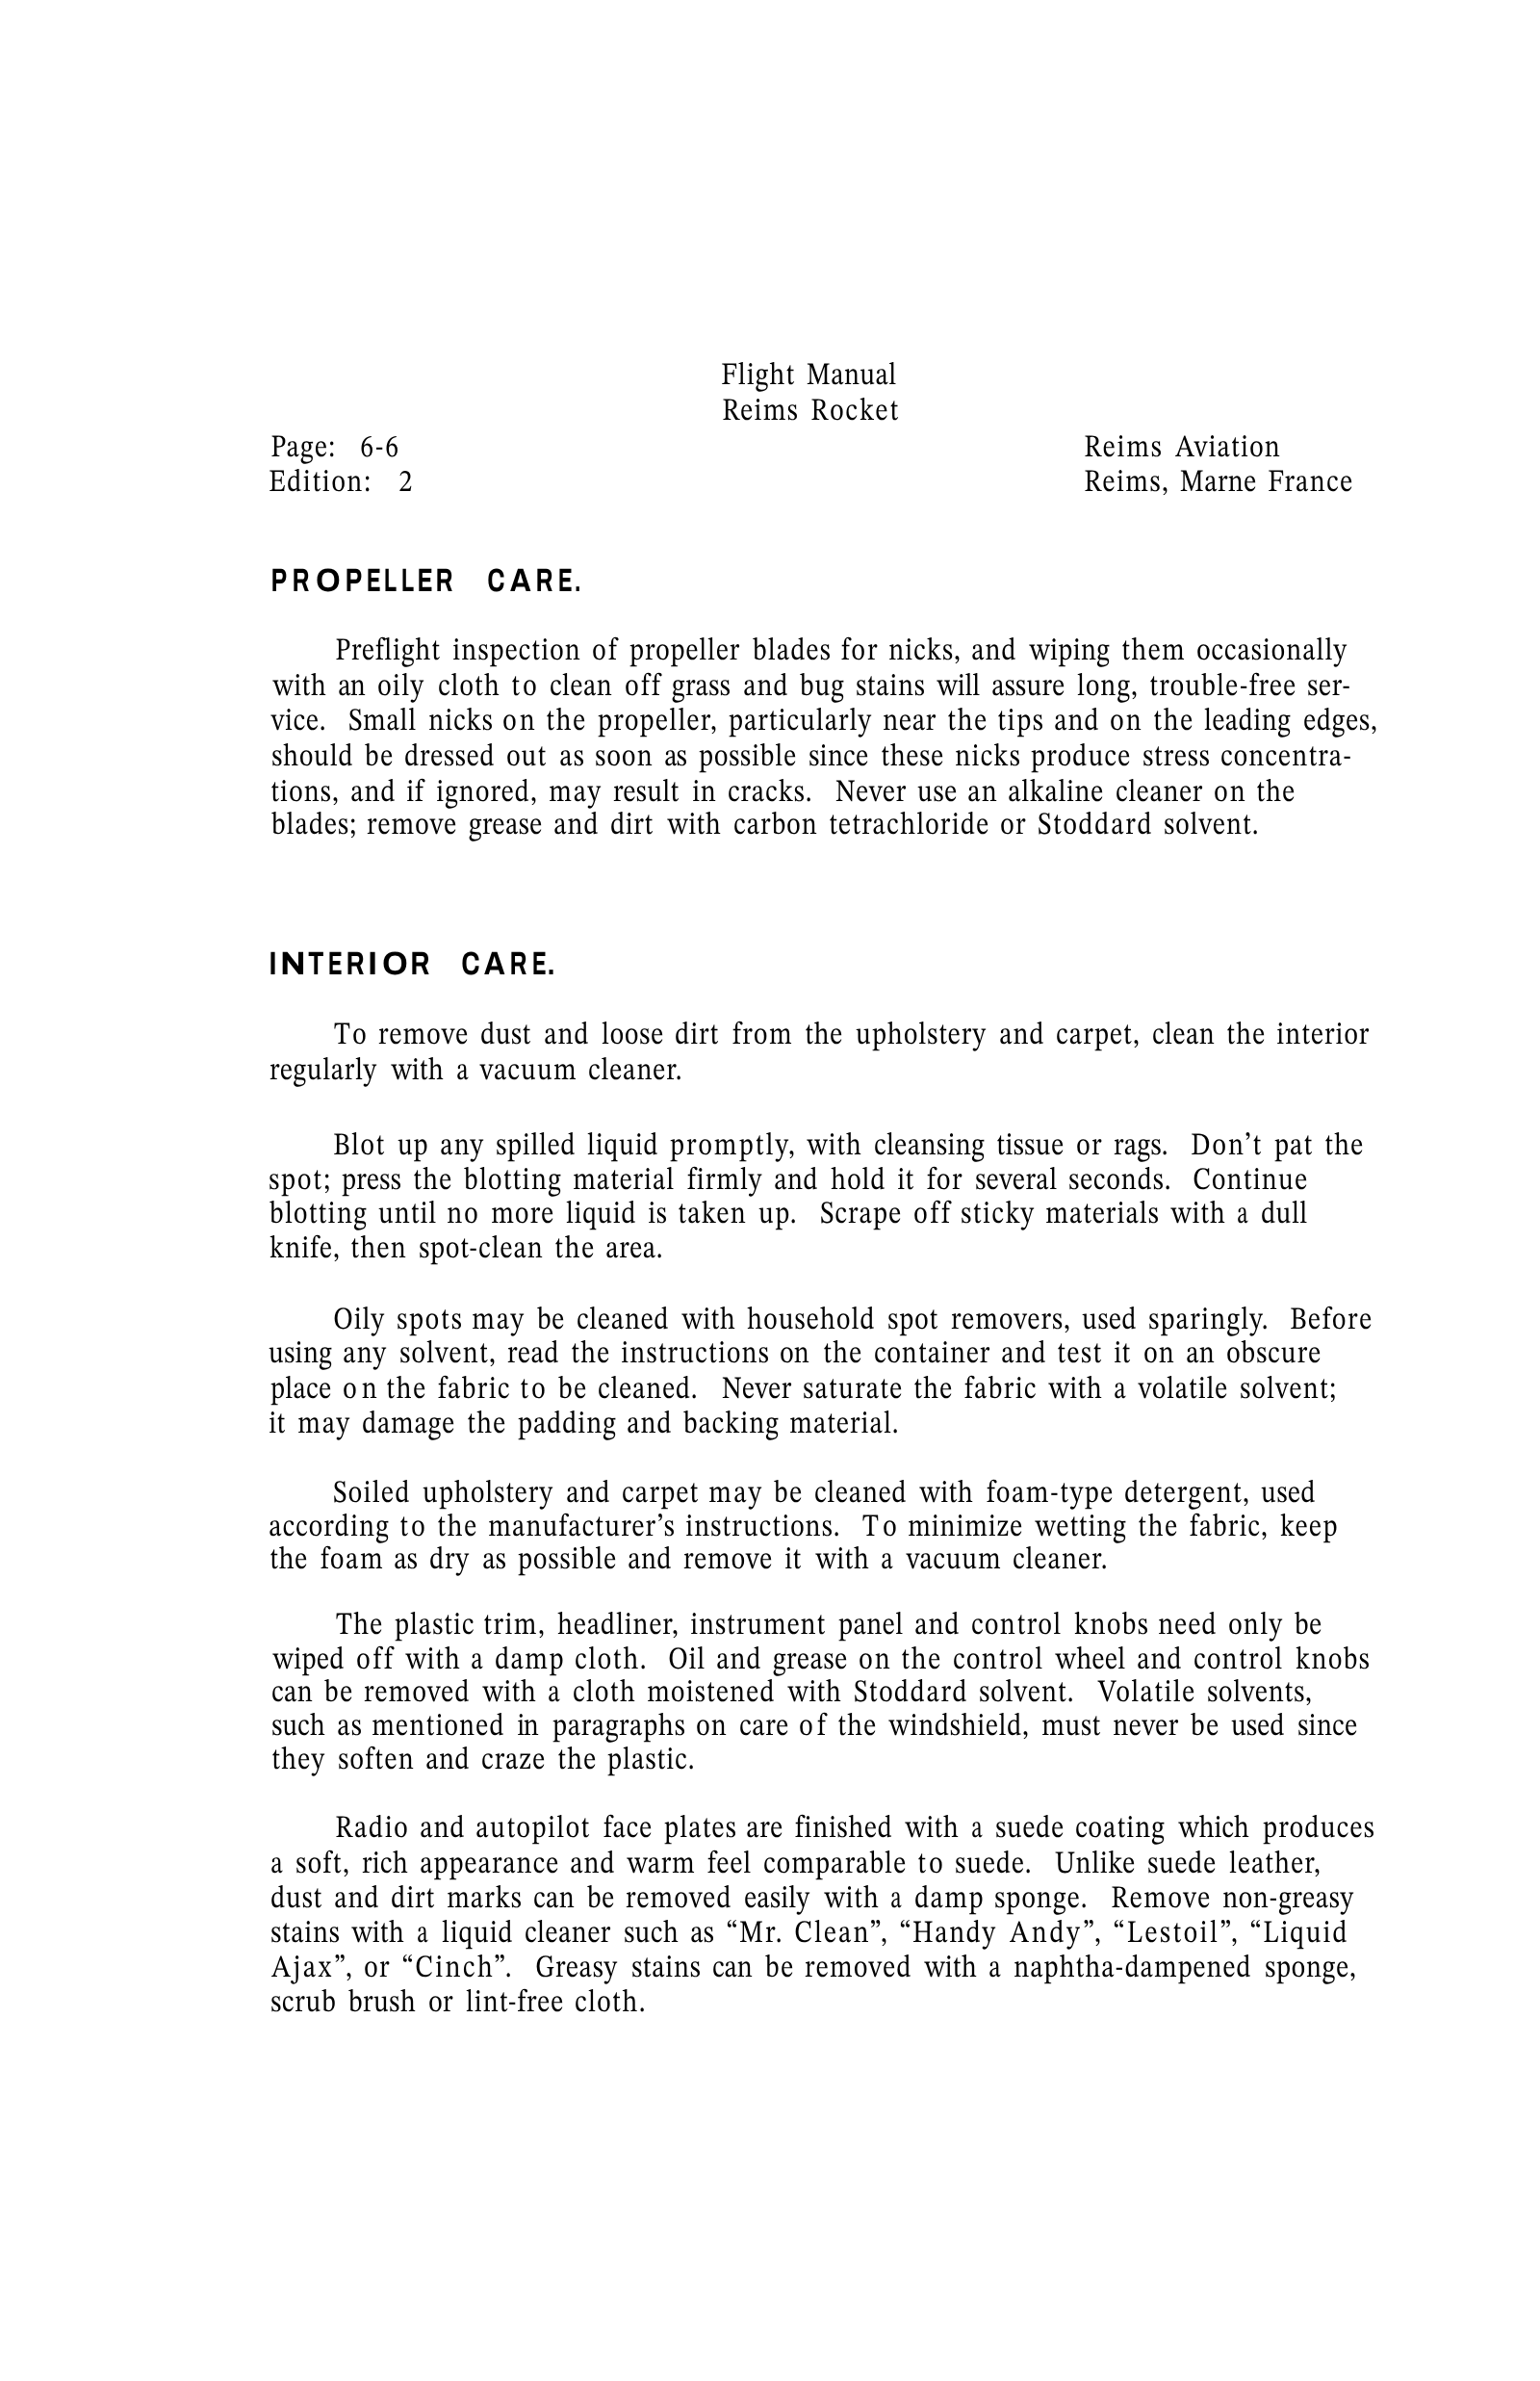 Flight Manual
Reims Rocket
Page: 6-6
Reims Aviation
Edition: 2
Reims, Marne France
PROPELLER CARE.
Preflight inspection of propeller blades for nicks, and wiping them occasionally
with an oily cloth to clean off grass and bug stains will assure long, trouble-free ser-
vice. Small nicks on the propeller, particularly near the tips and on the leading edges,
should be dressed out as soon as possible since these nicks produce stress concentra-
tions, and if ignored, may result in cracks. Never use an alkaline cleaner on the
blades; remove grease and dirt with carbon tetrachloride or Stoddard solvent.
INTERIOR CARE.
To remove dust and loose dirt from the upholstery and carpet, clean the interior
regularly with a vacuum cleaner.
Blot up any spilled liquid promptly, with cleansing tissue or rags. Don’t pat the
spot; press the blotting material firmly and hold it for several seconds. Continue
blotting until no more liquid is taken up. Scrape off sticky materials with a dull
knife, then spot-clean the area.
Oily spots may be cleaned with household spot removers, used sparingly. Before
using any solvent, read the instructions on the container and test it on an obscure
place on the fabric to be cleaned. Never saturate the fabric with a volatile solvent;
it may damage the padding and backing material.
Soiled upholstery and carpet may be cleaned with foam-type detergent, used
according to the manufacturer’s instructions. To minimize wetting the fabric, keep
the foam as dry as possible and remove it with a vacuum cleaner.
The plastic trim, headliner, instrument panel and control knobs need only be
wiped off with a damp cloth. Oil and grease on the control wheel and control knobs
can be removed with a cloth moistened with Stoddard solvent. Volatile solvents,
such as mentioned in paragraphs on care of the windshield, must never be used since
they soften and craze the plastic.
Radio and autopilot face plates are finished with a suede coating which produces
a soft, rich appearance and warm feel comparable to suede. Unlike suede leather,
dust and dirt marks can be removed easily with a damp sponge. Remove non-greasy
stains with a liquid cleaner such as “Mr. Clean”, “Handy Andy”, “Lestoil”, “Liquid
Ajax”, or “Cinch”. Greasy stains can be removed with a naphtha-dampened sponge,
scrub brush or lint-free cloth.